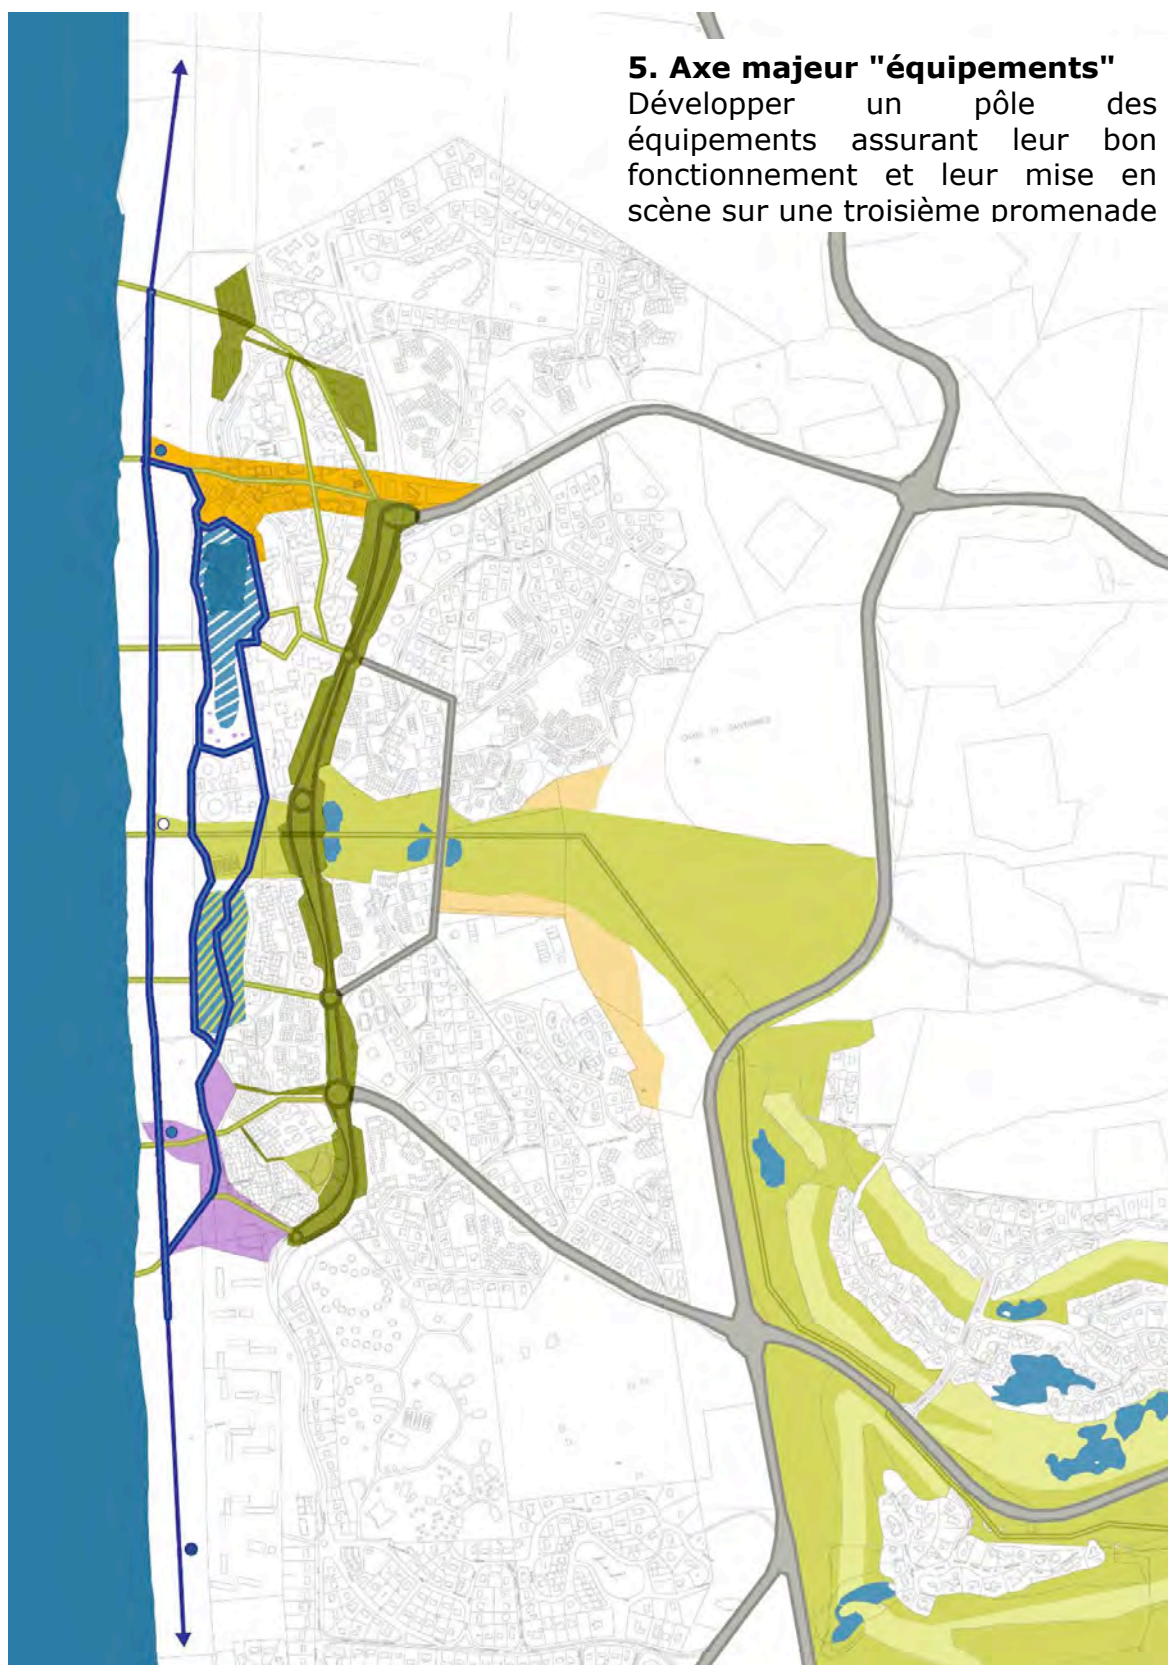 5. Axe majeur "équipements"
Développer un pôle des
équipements assurant leur bon
fonctionnement et leur mise en
scène sur une troisième promenade